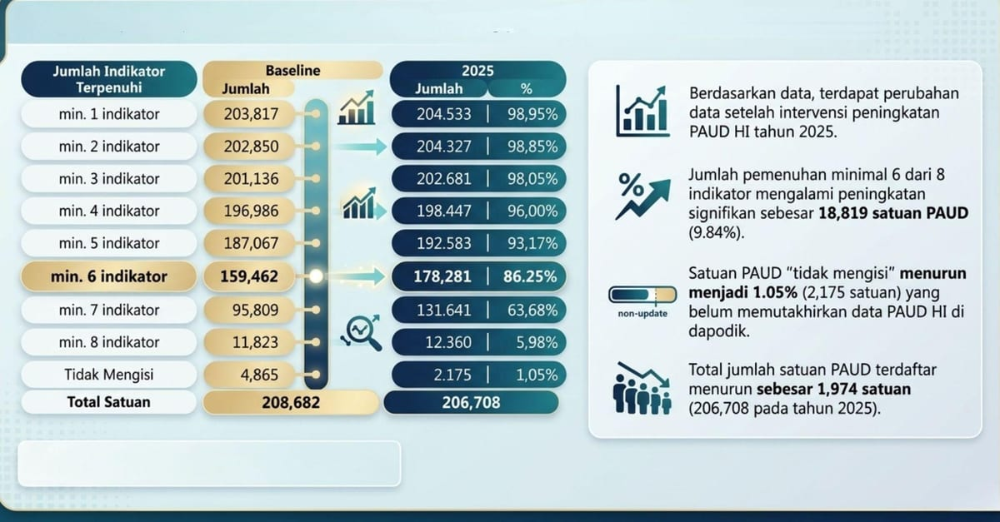 Jumlah Indikator
Terpenuhi
Baseline
Jumlah
2025
Jumlah %
min. 1 indikator 203,817 204.533 | 98,95%
min. 2 indikator 202,850 204.327 | 98,85%
min. 3 indikator 201,136 202.681 | 98,05%
min. 4 indikator 196,986 198.447 | 96,00%
min. 5 indikator 187,067 192.583 | 93,17%
min. 6 indikator 159,462 178,281 | 86.25%
min. 7 indikator 95,809 131.641 | 63,68%
min. 8 indikator 11,823 12.360 | 5,98%
Tidak Mengisi 4,865 2.175 | 1,05%
Total Satuan 208,682 206,708
Berdasarkan data, terdapat perubahan
data setelah intervensi peningkatan
PAUD HI tahun 2025.
%
Jumlah pemenuhan minimal 6 dari 8
indikator mengalami peningkatan
signifikan sebesar 18,819 satuan PAUD
(9.84%).
non-update
Satuan PAUD "tidak mengisi" menurun
menjadi 1.05% (2,175 satuan) yang
belum memutakhirkan data PAUD HI di
dapodik.
Total jumlah satuan PAUD terdaftar
menurun sebesar 1,974 satuan
(206,708 pada tahun 2025).